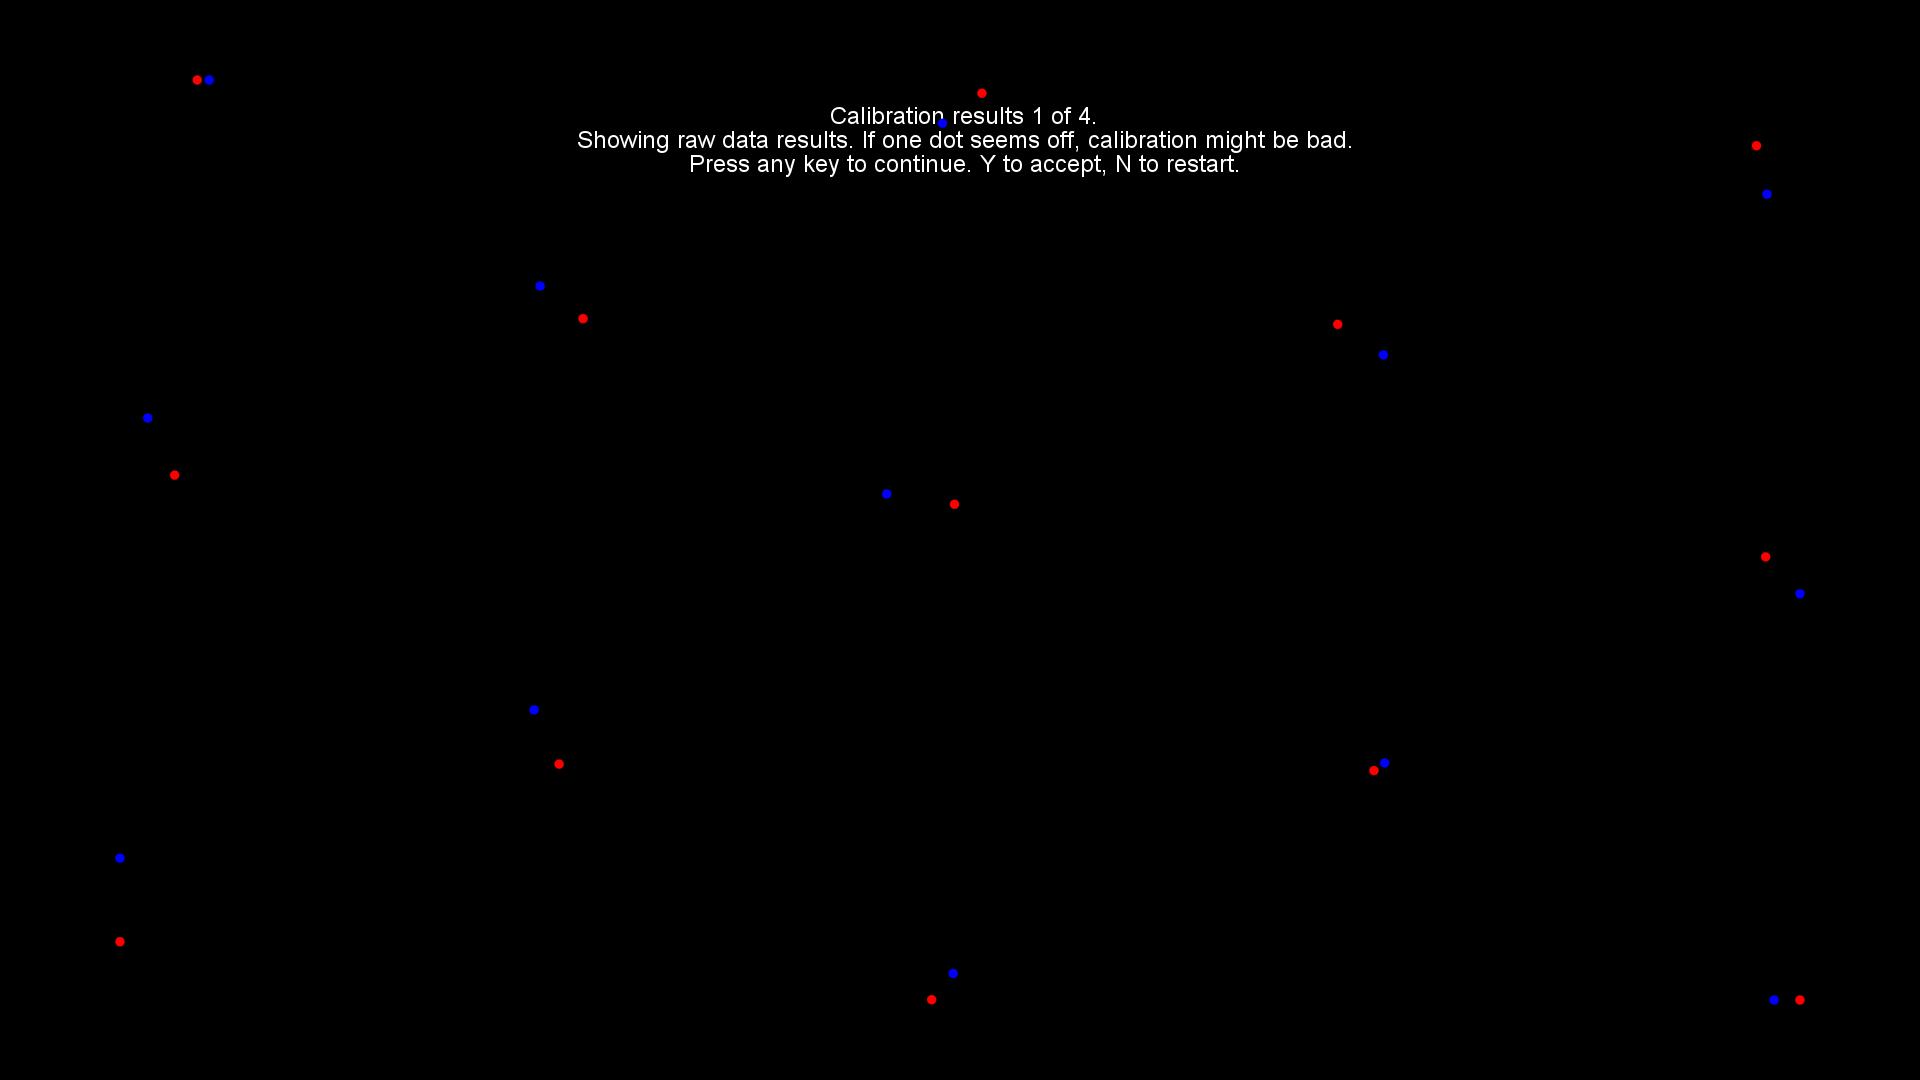 Calibration results 1 of 4.
Showing raw data results. If one dot seems off, calibration might be bad.
Press any key to continue. Y to accept, N to restart.